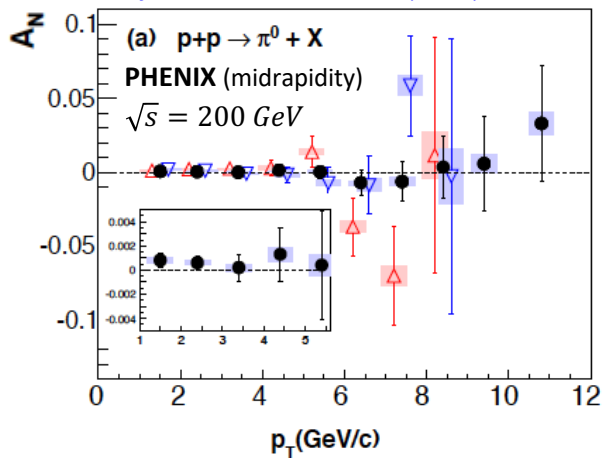 A_N
0.1
0.05
0
-0.05
-0.1
(a) p+p → π⁰ + X
PHENIX (midrapidity)
√s = 200 GeV
0.006
0.004
0.002
0
-0.002
-0.004
1 2 3 4 5
0 2 4 6 8 10 12
p_T(GeV/c)